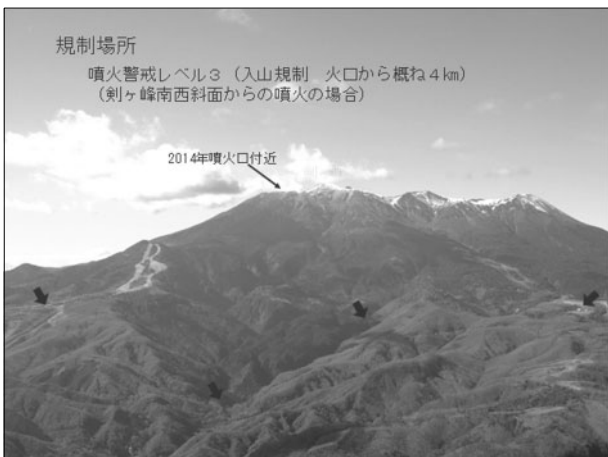 規制場所
噴火警戒レベル３（入山規制　火口から概ね４㎞）
（剣ヶ峰南西斜面からの噴火の場合）
2014年噴火口付近